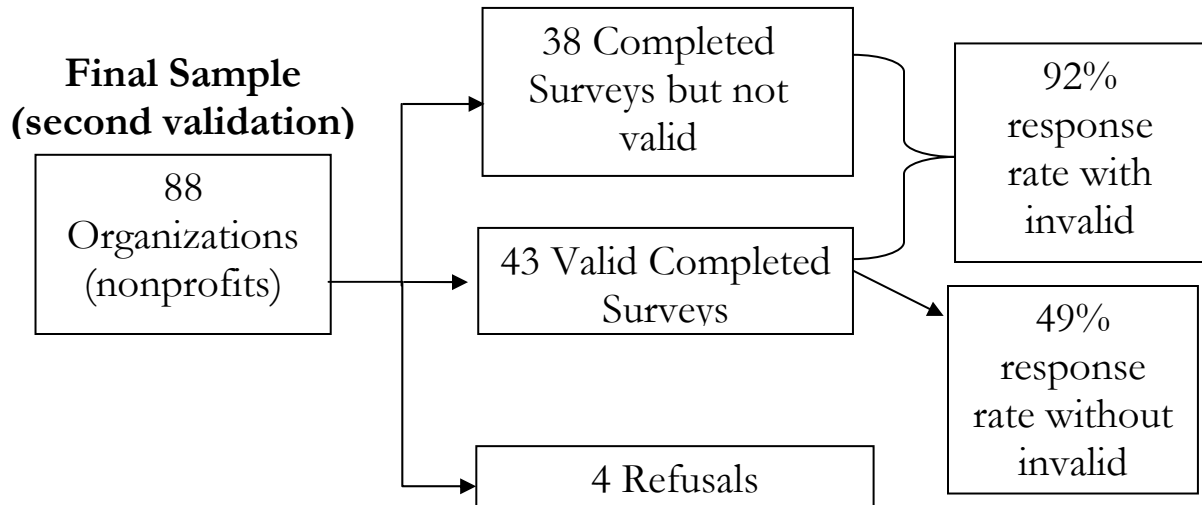 Final Sample
(second validation)
88
Organizations
(nonprofits)
38 Completed
Surveys but not
valid
43 Valid Completed
Surveys
4 Refusals
92%
response
rate with
invalid
49%
response
rate without
invalid